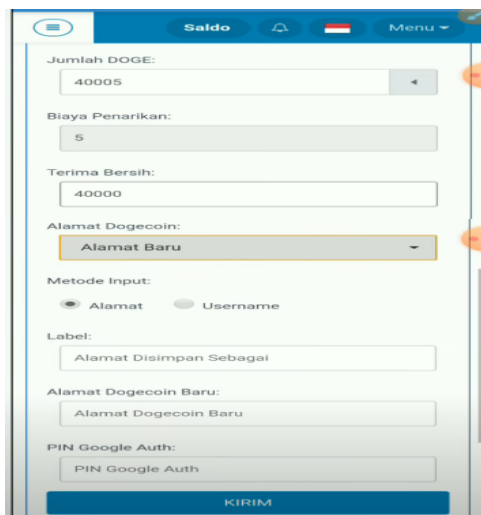 Saldo Menu
Jumlah DOGE:
40005
Biaya Penarikan:
5
Terima Bersih:
40000
Alamat Dogecoin:
Alamat Baru
Metode Input:
Alamat Username
Label:
Alamat Disimpan Sebagai
Alamat Dogecoin Baru:
Alamat Dogecoin Baru
PIN Google Auth:
PIN Google Auth
KIRIM